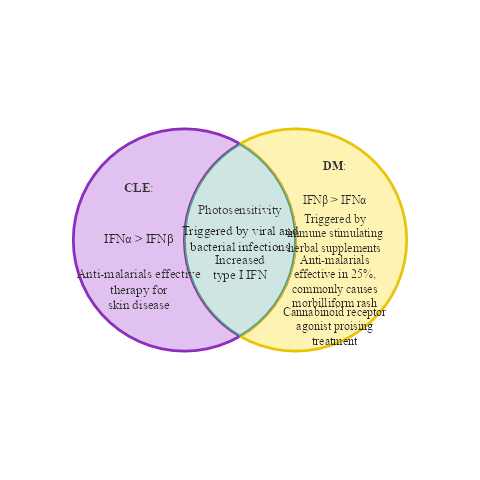 CLE:
IFNα > IFNβ
Anti-malarials effective
therapy for
skin disease
Photosensitivity
Triggered by viral and
bacterial infections
Increased
type I IFN
DM:
IFNβ > IFNα
Triggered by
immune stimulating
herbal supplements
Anti-malarials
effective in 25%,
commonly causes
morbilliform rash
Cannabinoid receptor
agonist proising
treatment